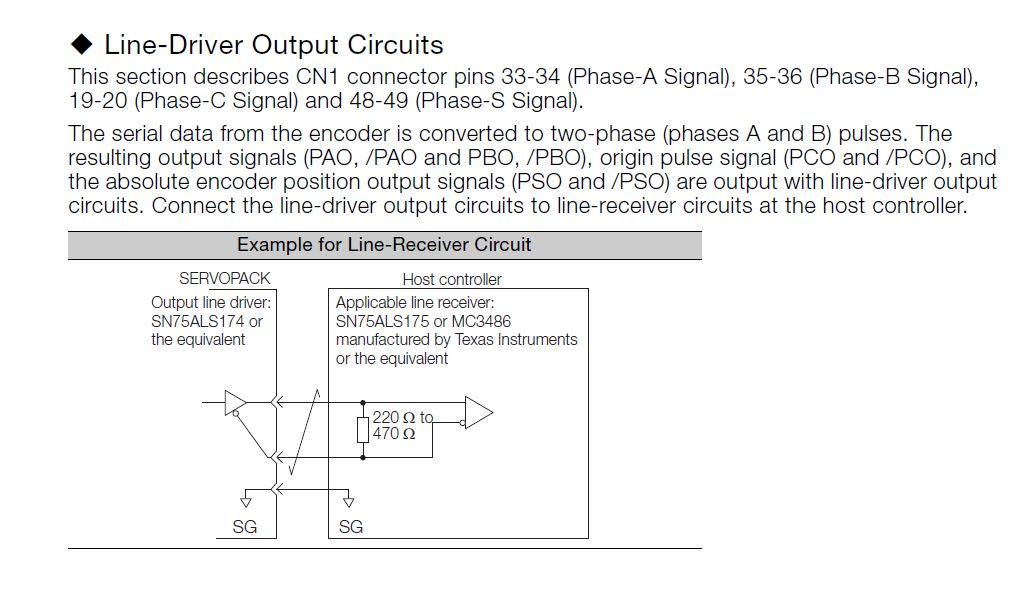 ◆ Line-Driver Output Circuits
This section describes CN1 connector pins 33-34 (Phase-A Signal), 35-36 (Phase-B Signal),
19-20 (Phase-C Signal) and 48-49 (Phase-S Signal).
The serial data from the encoder is converted to two-phase (phases A and B) pulses. The
resulting output signals (PAO, /PAO and PBO, /PBO), origin pulse signal (PCO and /PCO), and
the absolute encoder position output signals (PSO and /PSO) are output with line-driver output
circuits. Connect the line-driver output circuits to line-receiver circuits at the host controller.
Example for Line-Receiver Circuit
SERVOPACK
Output line driver:
SN75ALS174 or
the equivalent
Host controller
Applicable line receiver:
SN75ALS175 or MC3486
manufactured by Texas Instruments
or the equivalent
220 Ω to
470 Ω
SG
SG